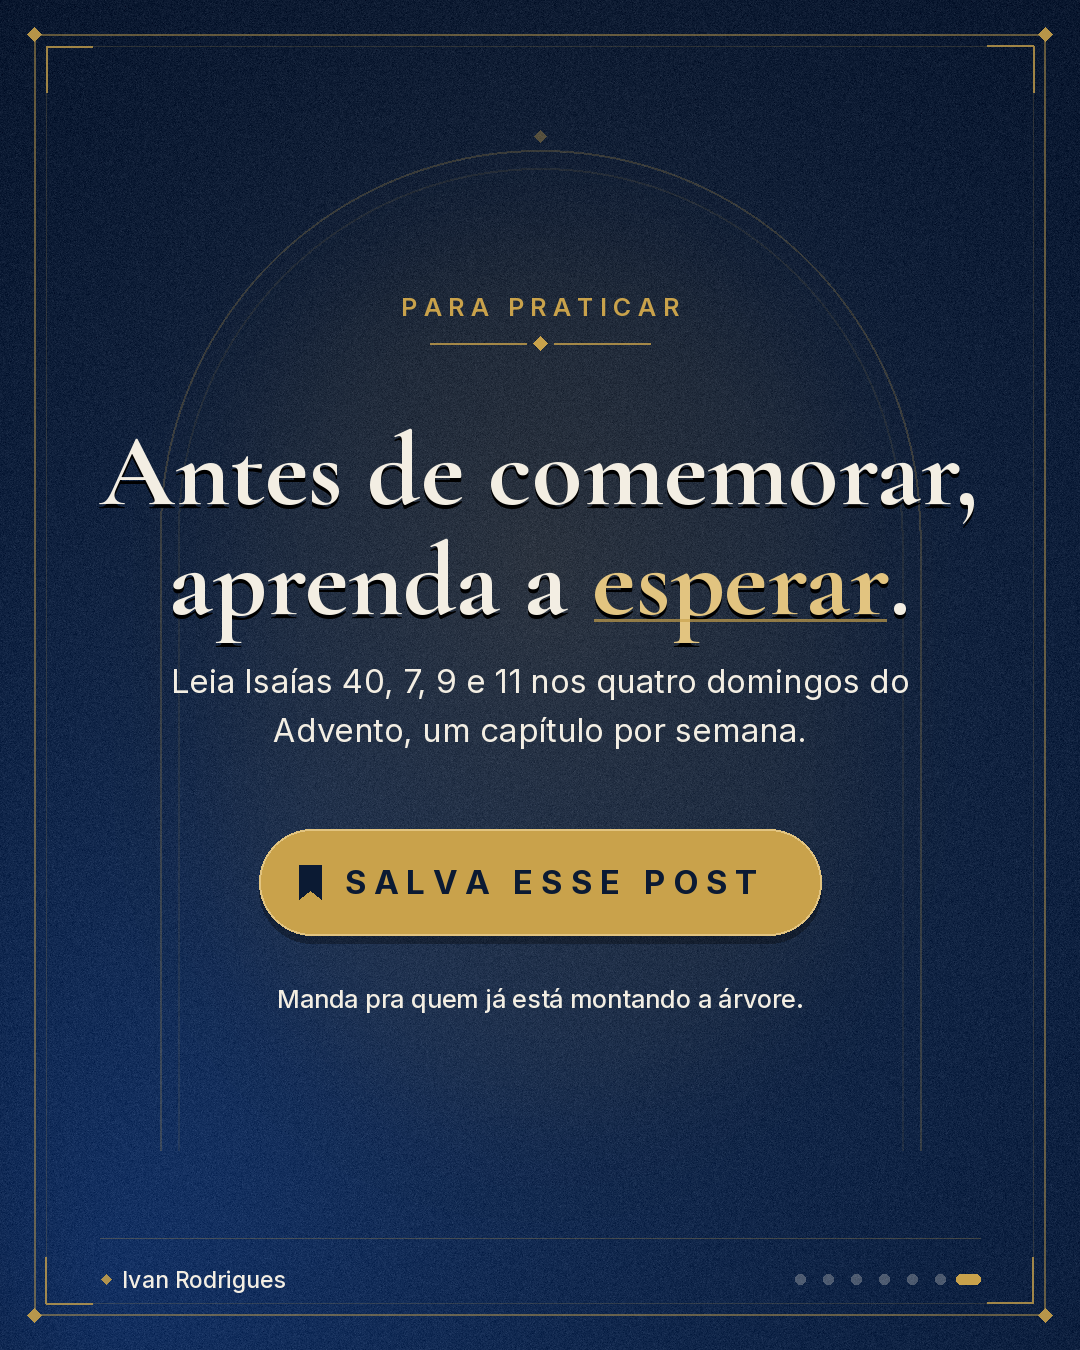 PARA PRATICAR
Antes de comemorar,
aprenda a esperar.
Leia Isaías 40, 7, 9 e 11 nos quatro domingos do
Advento, um capítulo por semana.
SALVA ESSE POST
Manda pra quem já está montando a árvore.
Ivan Rodrigues